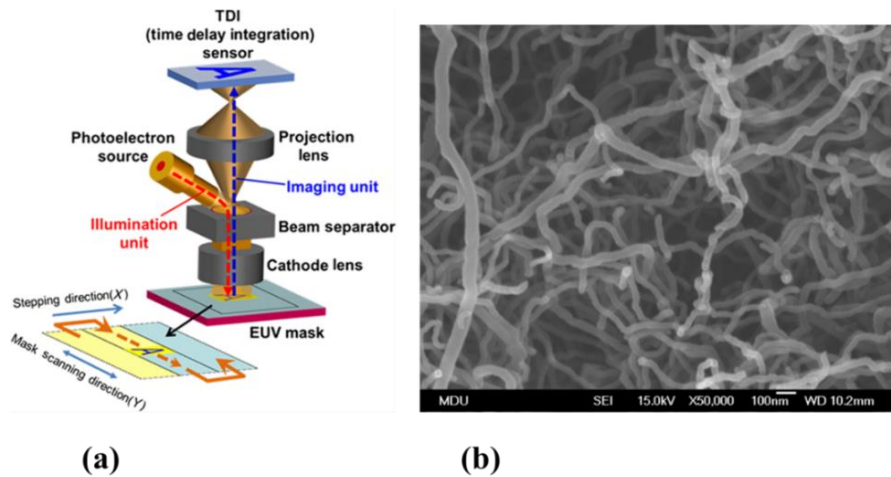 TDI
(time delay integration)
sensor
A
Photoelectron
source
Projection
lens
Imaging unit
Illumination
unit
Beam separator
Cathode lens
Stepping direction(X)
EUV mask
A
Mask scanning direction(Y)
MDU SEI 15.0kV X50,000 100nm WD 10.2mm
(a) (b)